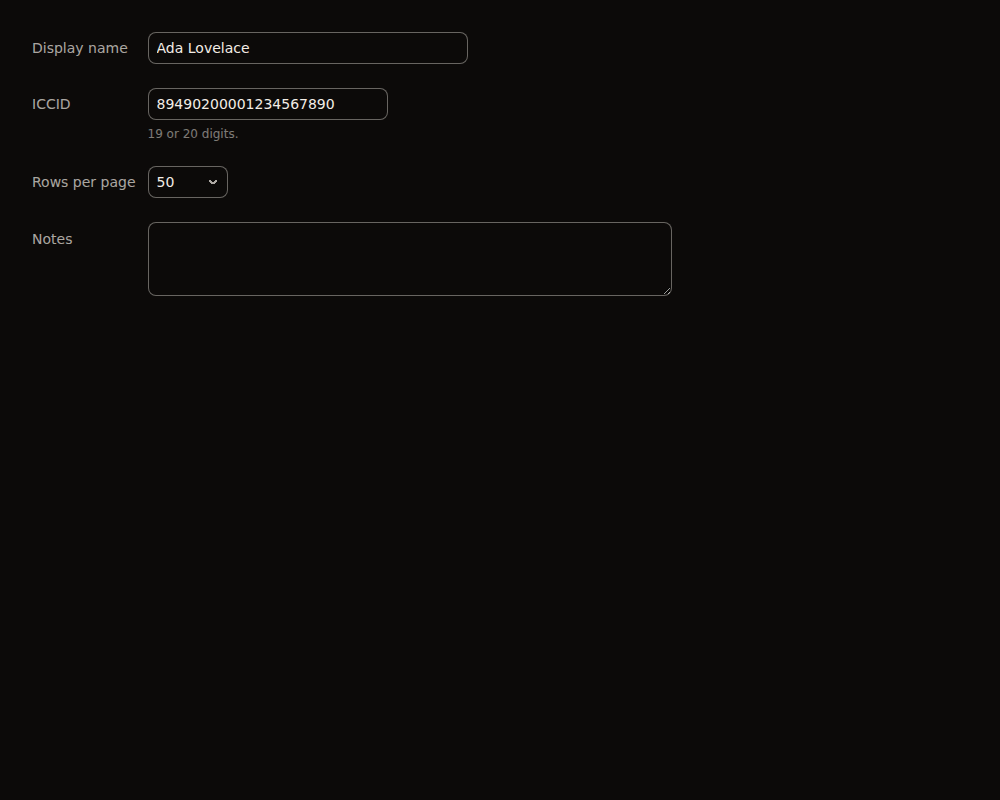 Display name Ada Lovelace
ICCID 89490200001234567890
19 or 20 digits.
Rows per page 50
Notes